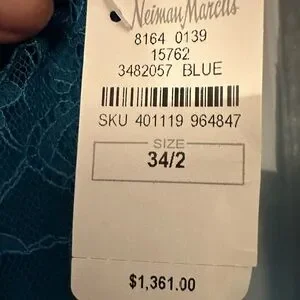 Neiman Marcus
8164 0139
15762
3482057 BLUE
SKU 401119 964847
SIZE
34/2
$1,361.00